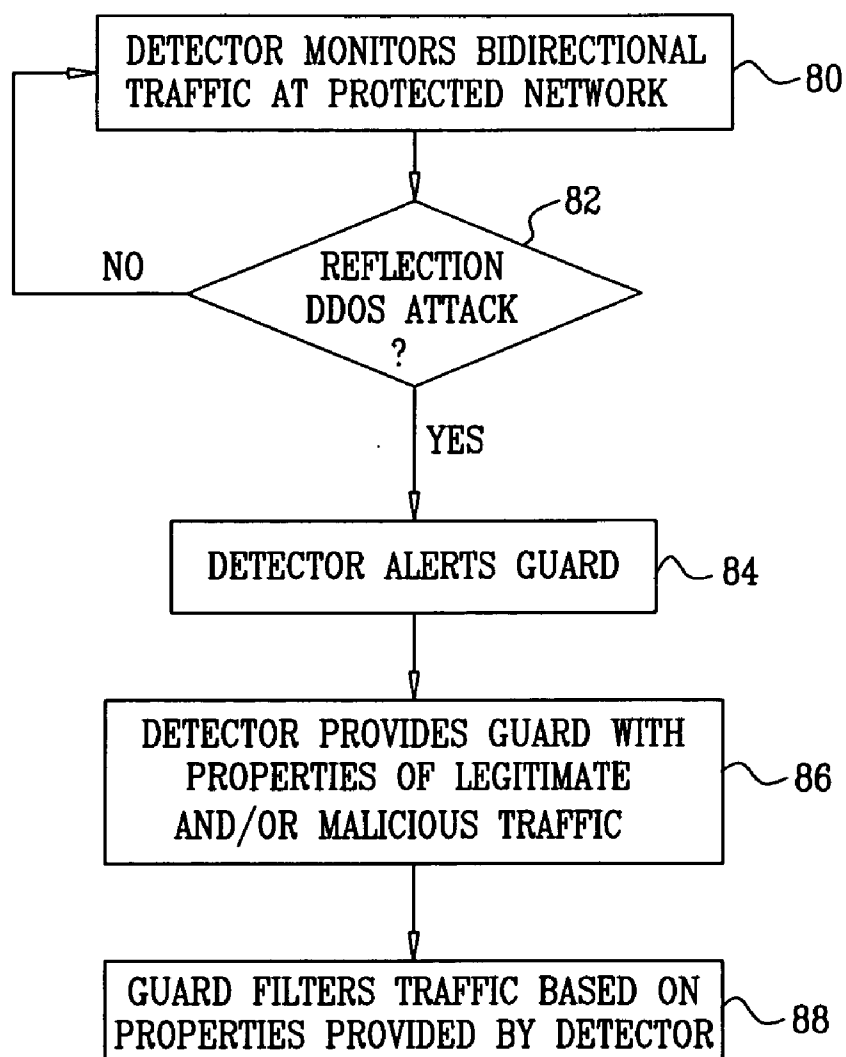 DETECTOR MONITORS BIDIRECTIONAL
TRAFFIC AT PROTECTED NETWORK
80
82
NO
REFLECTION
DDOS ATTACK
?
YES
DETECTOR ALERTS GUARD
84
DETECTOR PROVIDES GUARD WITH
PROPERTIES OF LEGITIMATE
AND/OR MALICIOUS TRAFFIC
86
GUARD FILTERS TRAFFIC BASED ON
PROPERTIES PROVIDED BY DETECTOR
88